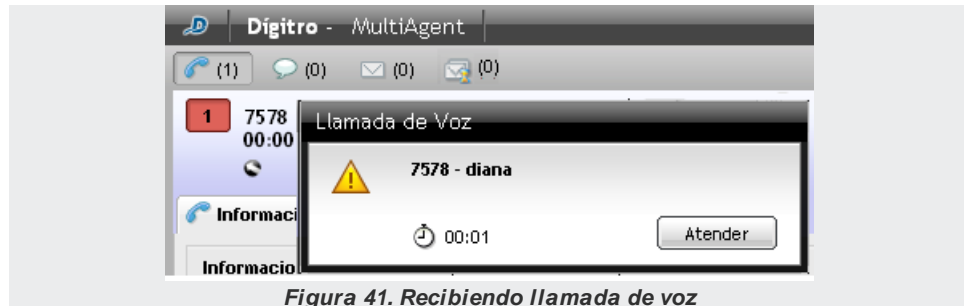 Dígitro - MultiAgent
(1) (0) (0) (0)
1 7578
00:00
Llamada de Voz
7578 - diana
00:01
Atender
Informaci
Informacio
Figura 41. Recibiendo llamada de voz